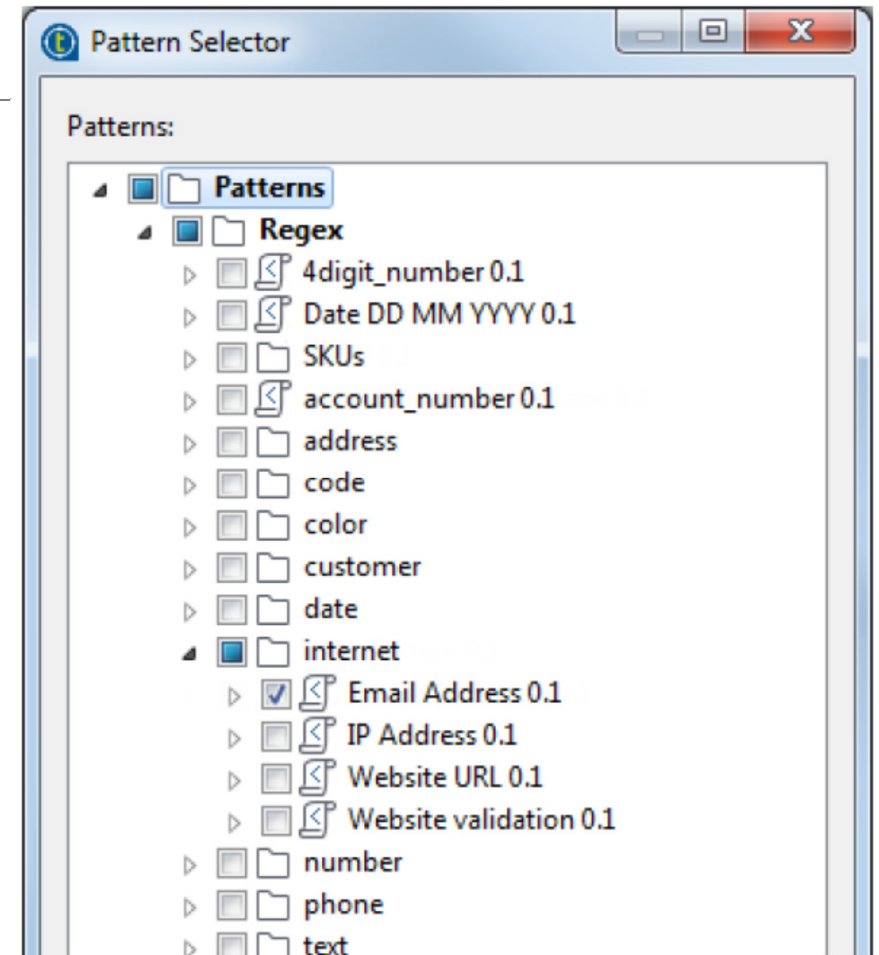 Pattern Selector
Patterns:
Patterns
Regex
4digit_number 0.1
Date DD MM YYYY 0.1
SKUs
account_number 0.1
address
code
color
customer
date
internet
Email Address 0.1
IP Address 0.1
Website URL 0.1
Website validation 0.1
number
phone
text